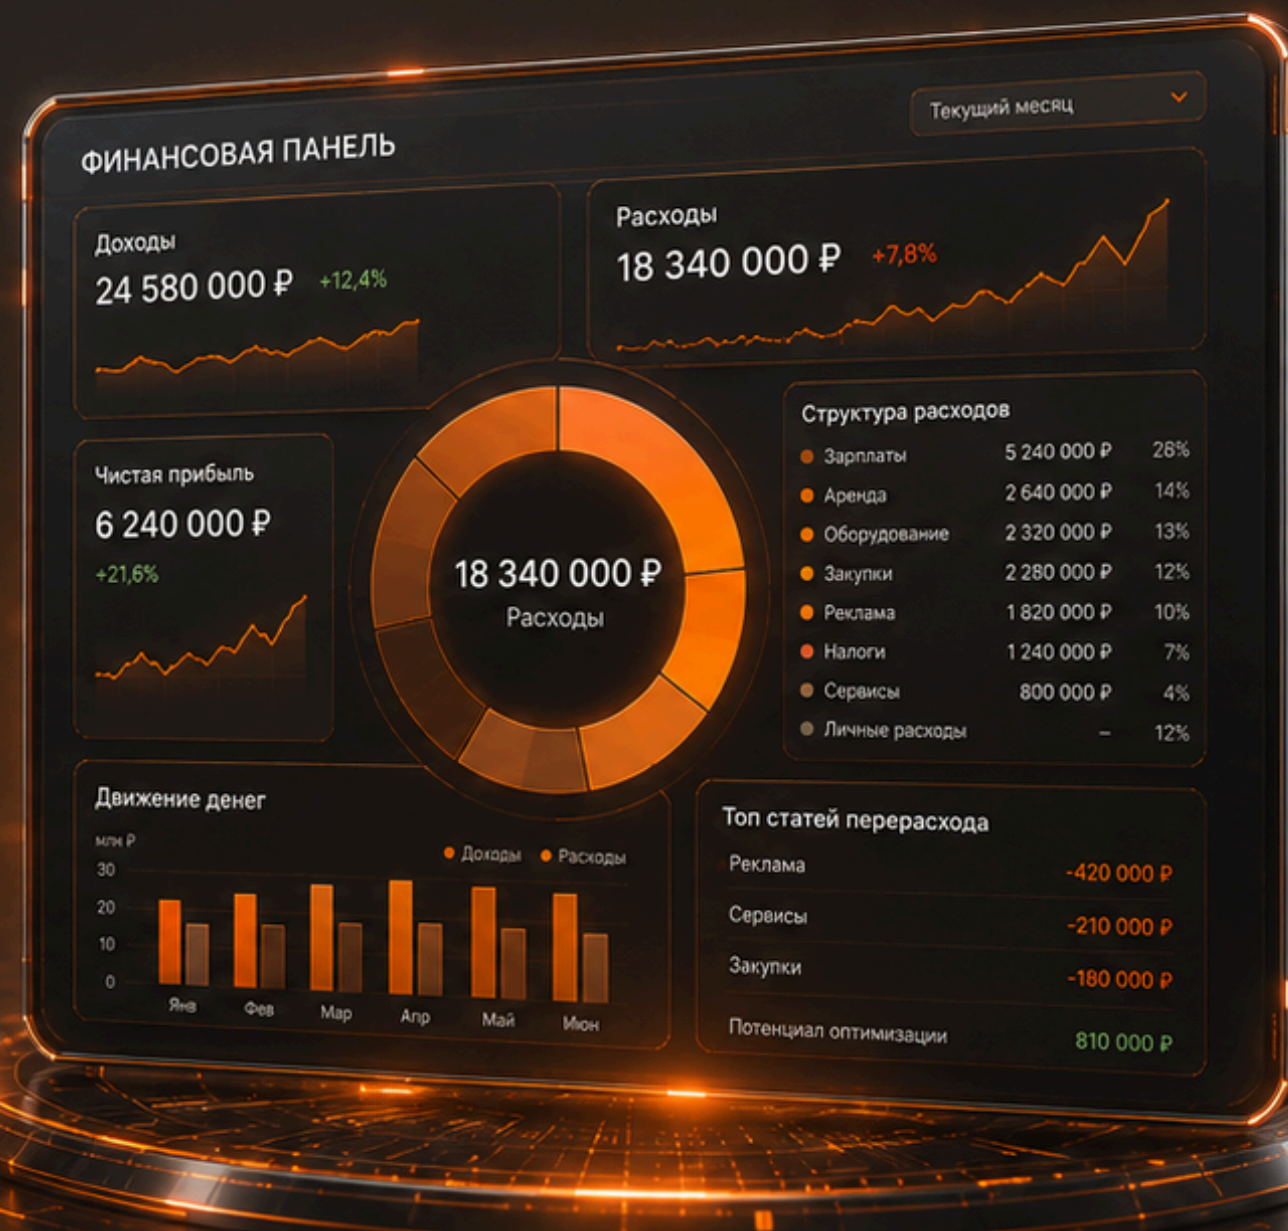 ФИНАНСОВАЯ ПАНЕЛЬ
Текущий месяц
Доходы
24 580 000 ₽ +12,4%
Расходы
18 340 000 ₽ +7,8%
Чистая прибыль
6 240 000 ₽
+21,6%
18 340 000 ₽
Расходы
Структура расходов
Зарплаты 5 240 000 ₽ 28%
Аренда 2 640 000 ₽ 14%
Оборудование 2 320 000 ₽ 13%
Закупки 2 280 000 ₽ 12%
Реклама 1 820 000 ₽ 10%
Налоги 1 240 000 ₽ 7%
Сервисы 800 000 ₽ 4%
Личные расходы – 12%
Движение денег
млн ₽
Доходы Расходы
30
20
10
0
Янв Фев Мар Апр Май Июн
Топ статей перерасхода
Реклама -420 000 ₽
Сервисы -210 000 ₽
Закупки -180 000 ₽
Потенциал оптимизации 810 000 ₽